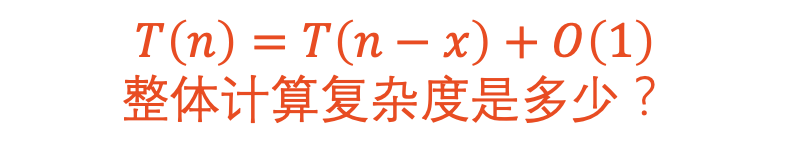 T(n) = T(n − x) + O(1)
整体计算复杂度是多少？